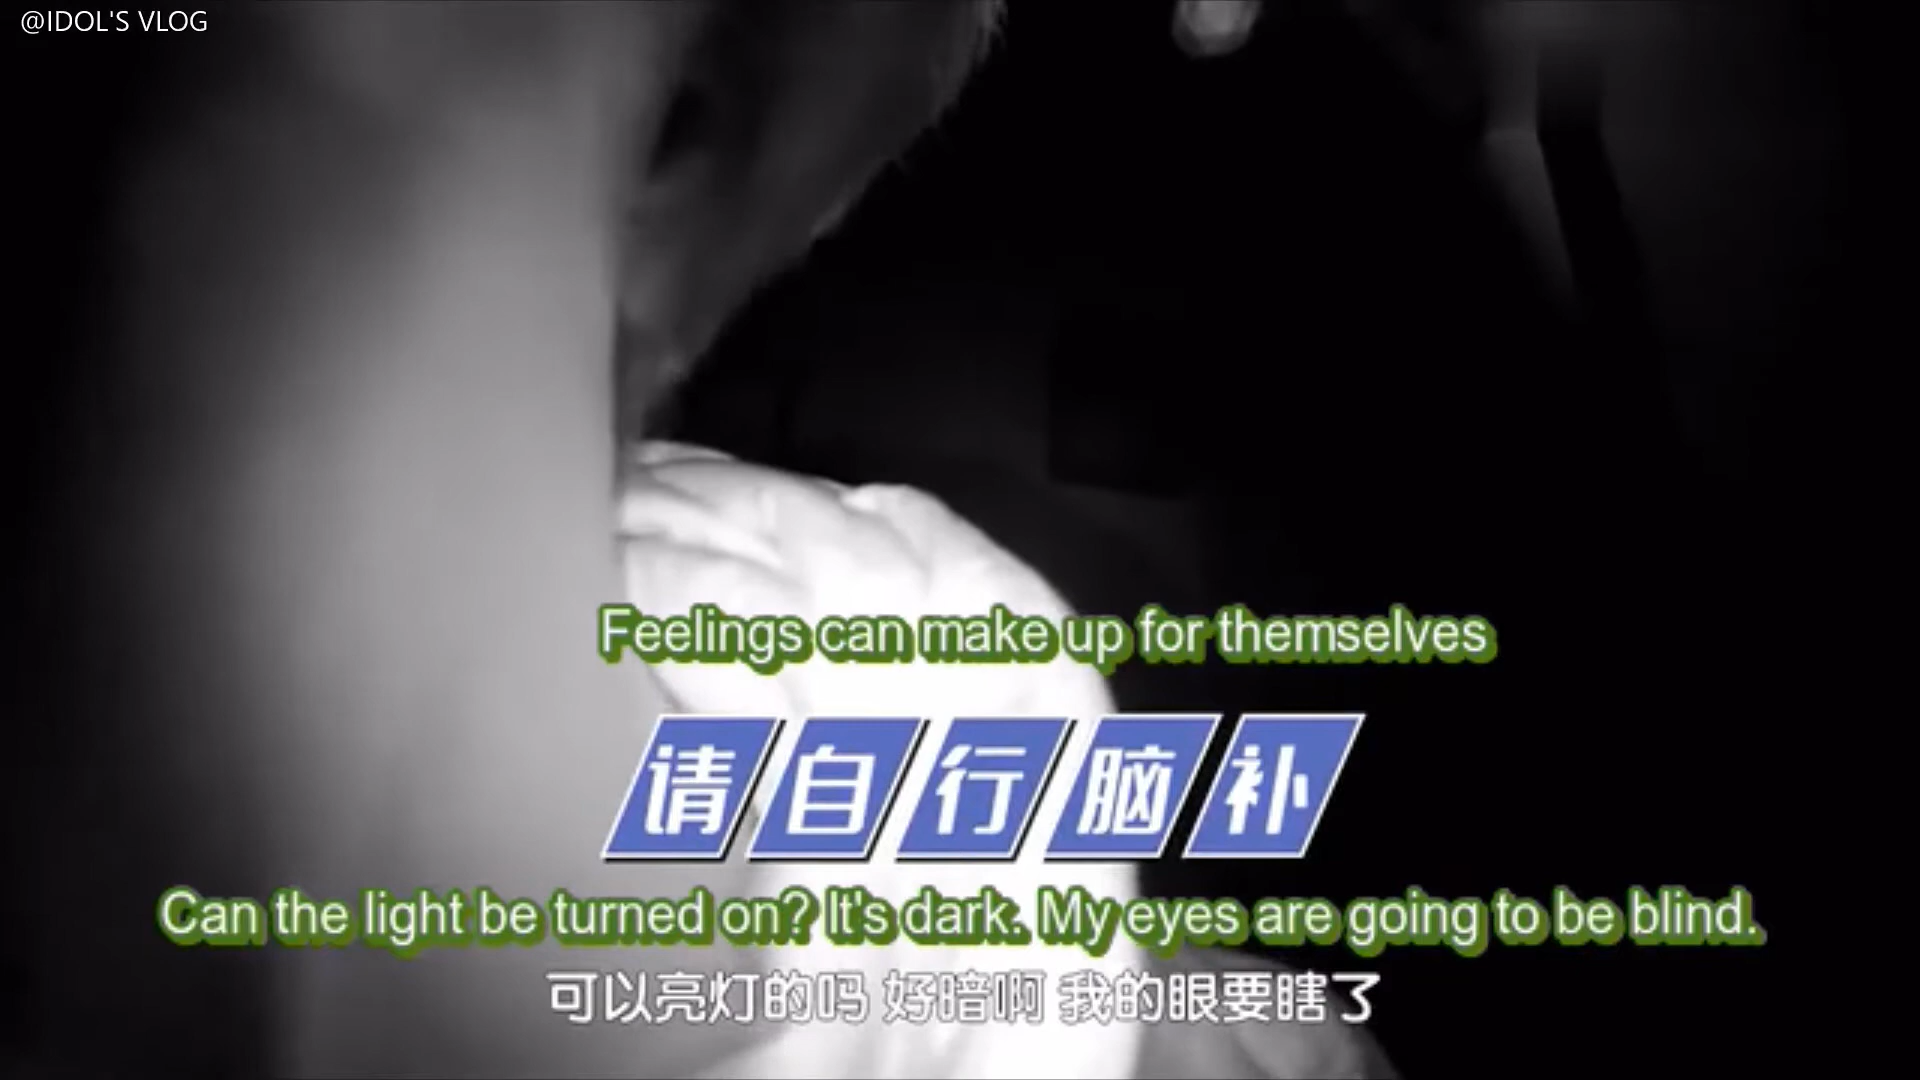 @IDOL'S VLOG
Feelings can make up for themselves
请自行脑补
Can the light be turned on? It's dark. My eyes are going to be blind.
可以亮灯的吗 好暗啊 我的眼要瞎了